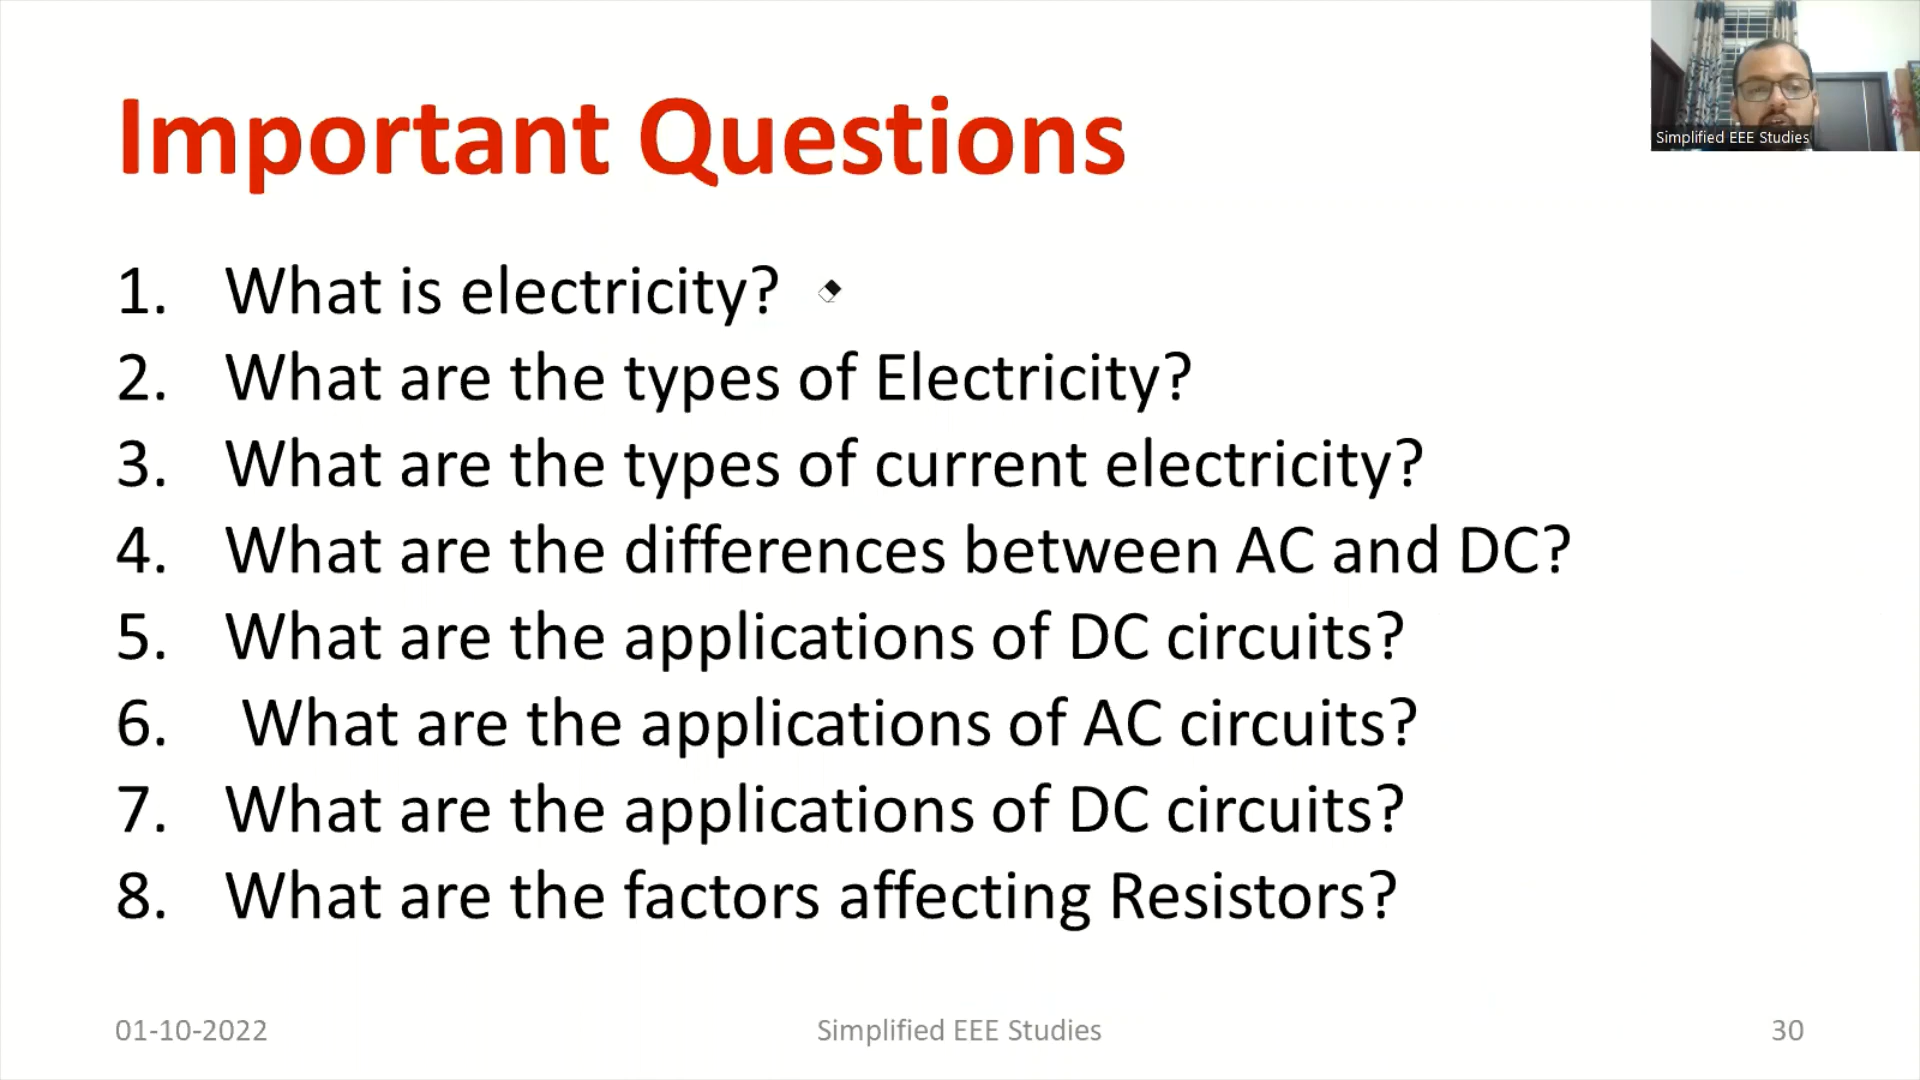 Simplified EEE Studies
Important Questions
1. What is electricity?
2. What are the types of Electricity?
3. What are the types of current electricity?
4. What are the differences between AC and DC?
5. What are the applications of DC circuits?
6. What are the applications of AC circuits?
7. What are the applications of DC circuits?
8. What are the factors affecting Resistors?
01-10-2022
Simplified EEE Studies
30